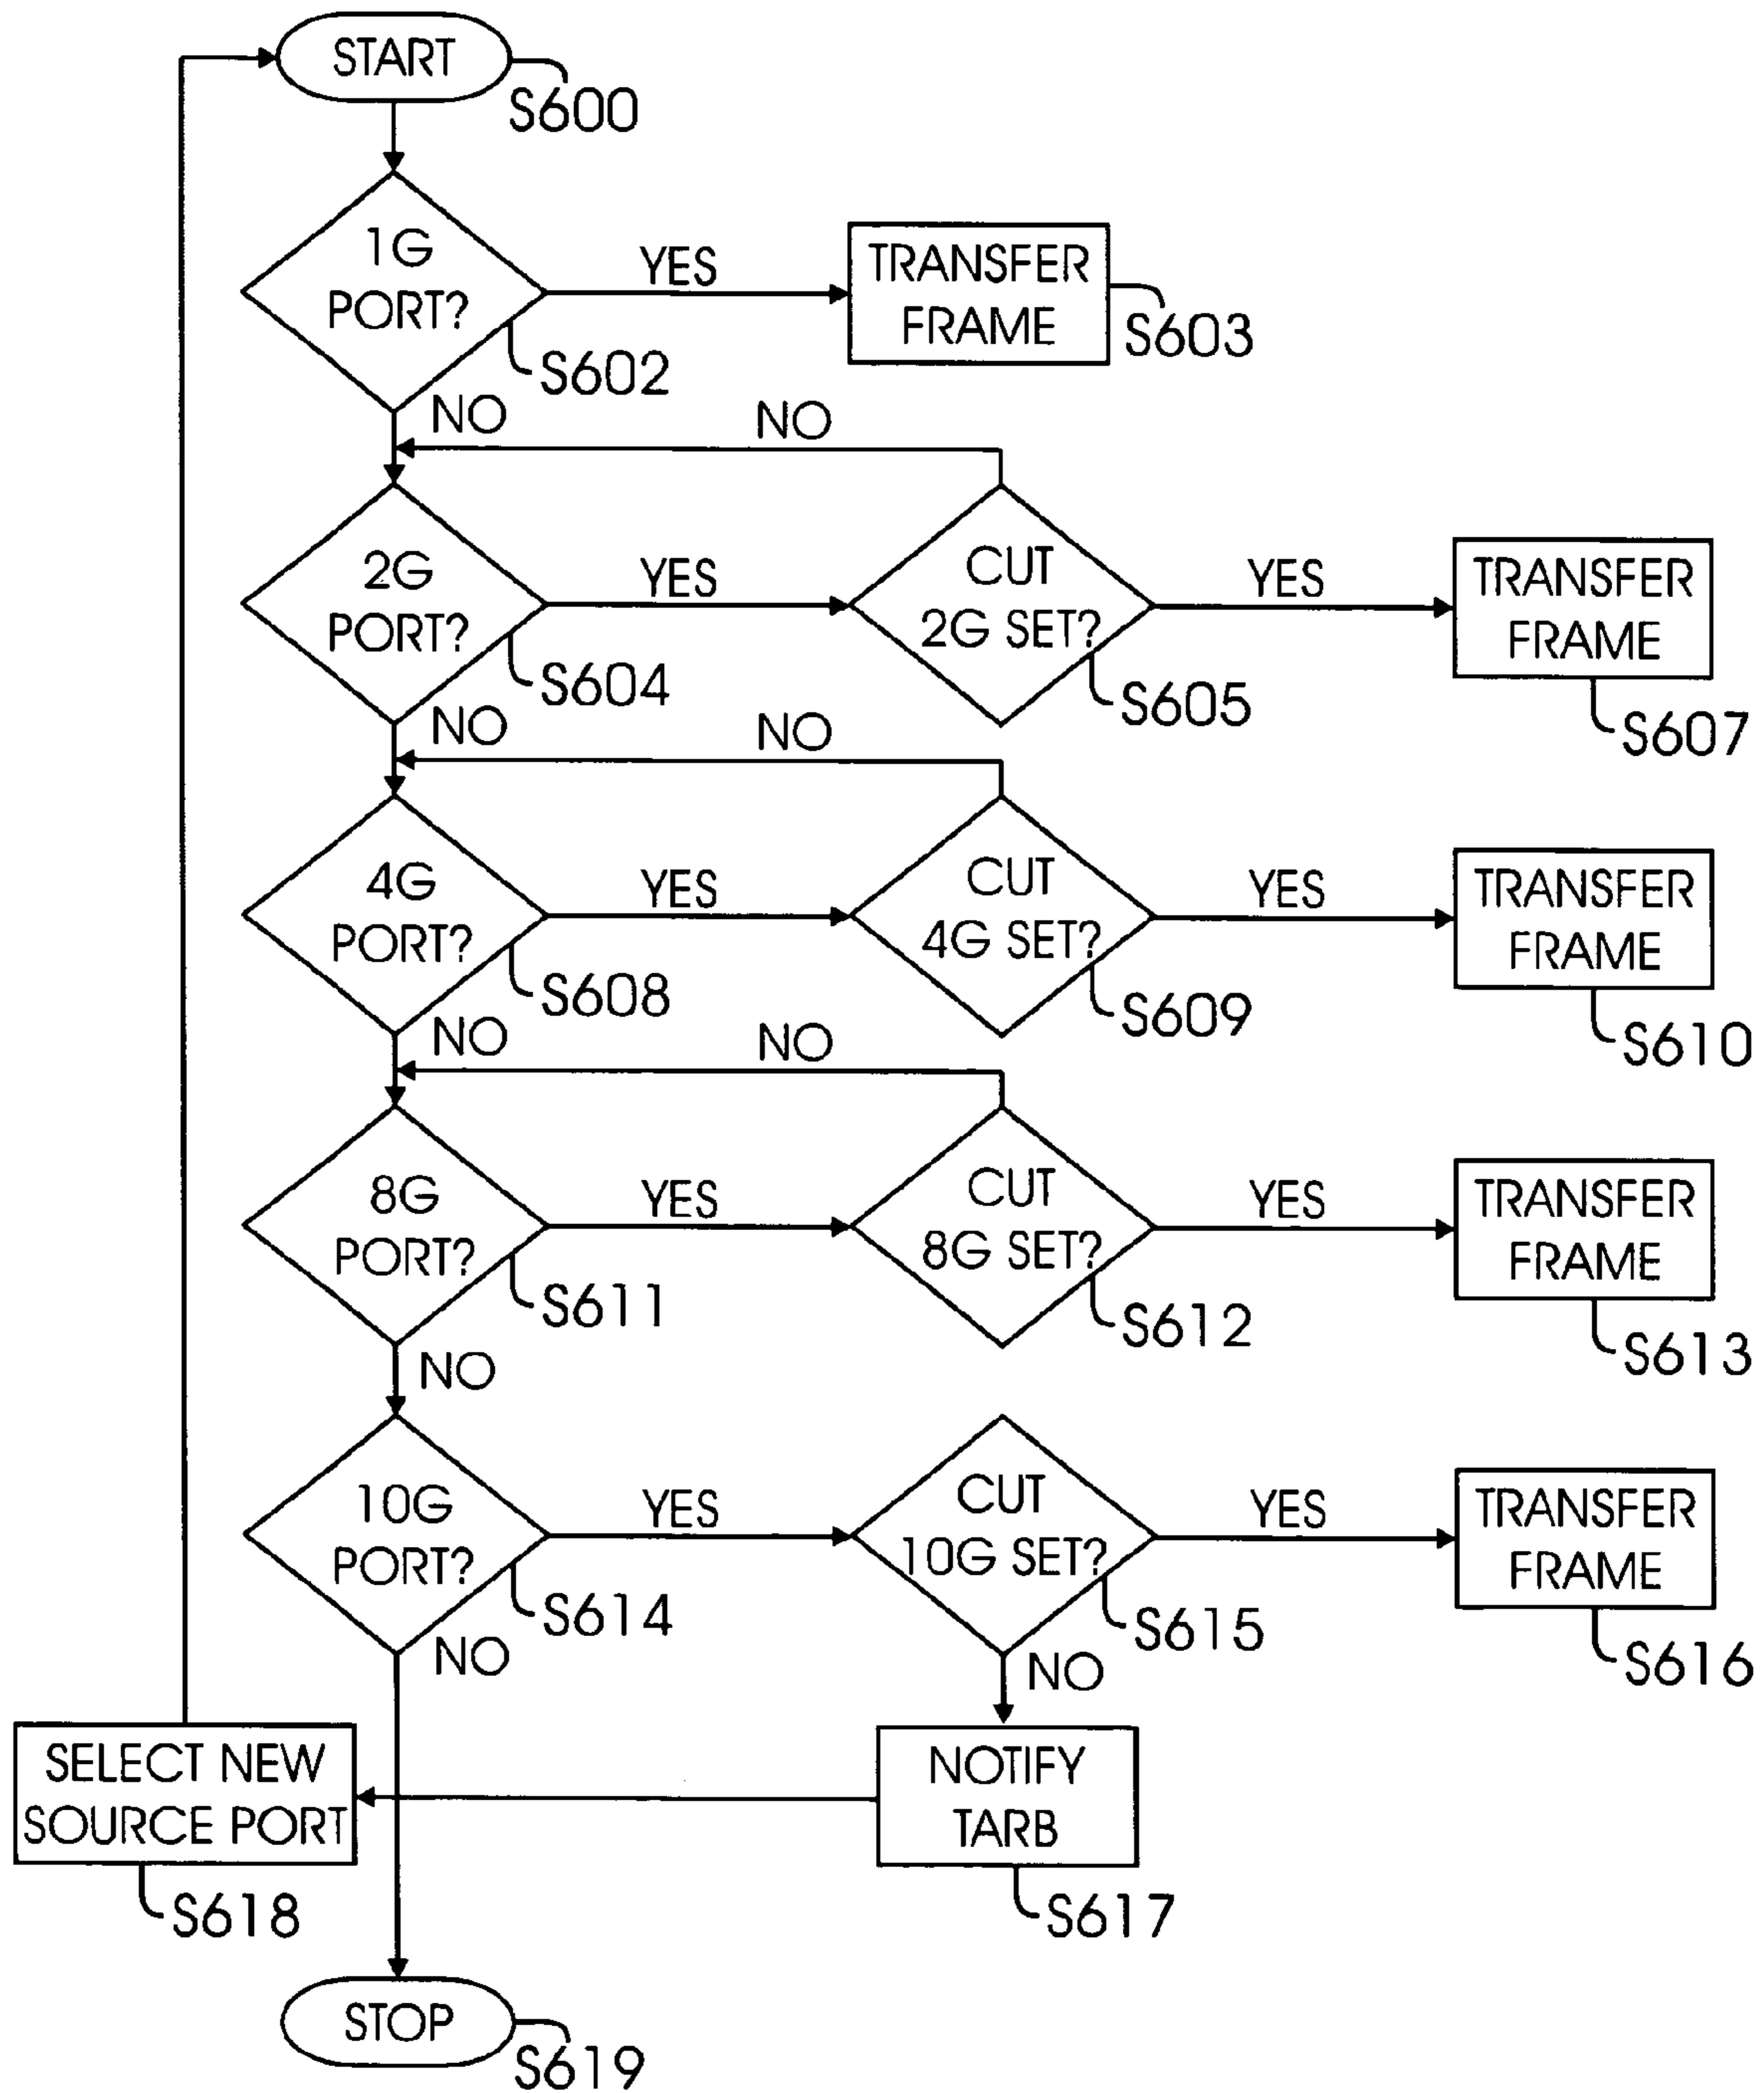 START
S600
1G
PORT?
YES
TRANSFER
FRAME
S603
S602
NO
NO
2G
PORT?
YES
CUT
2G SET?
YES
TRANSFER
FRAME
S604
S605
S607
NO
NO
4G
PORT?
YES
CUT
4G SET?
YES
TRANSFER
FRAME
S608
S609
S610
NO
NO
8G
PORT?
YES
CUT
8G SET?
YES
TRANSFER
FRAME
S611
S612
S613
NO
10G
PORT?
YES
CUT
10G SET?
YES
TRANSFER
FRAME
S614
S615
S616
NO
NO
SELECT NEW
SOURCE PORT
NOTIFY
TARB
S618
S617
STOP
S619